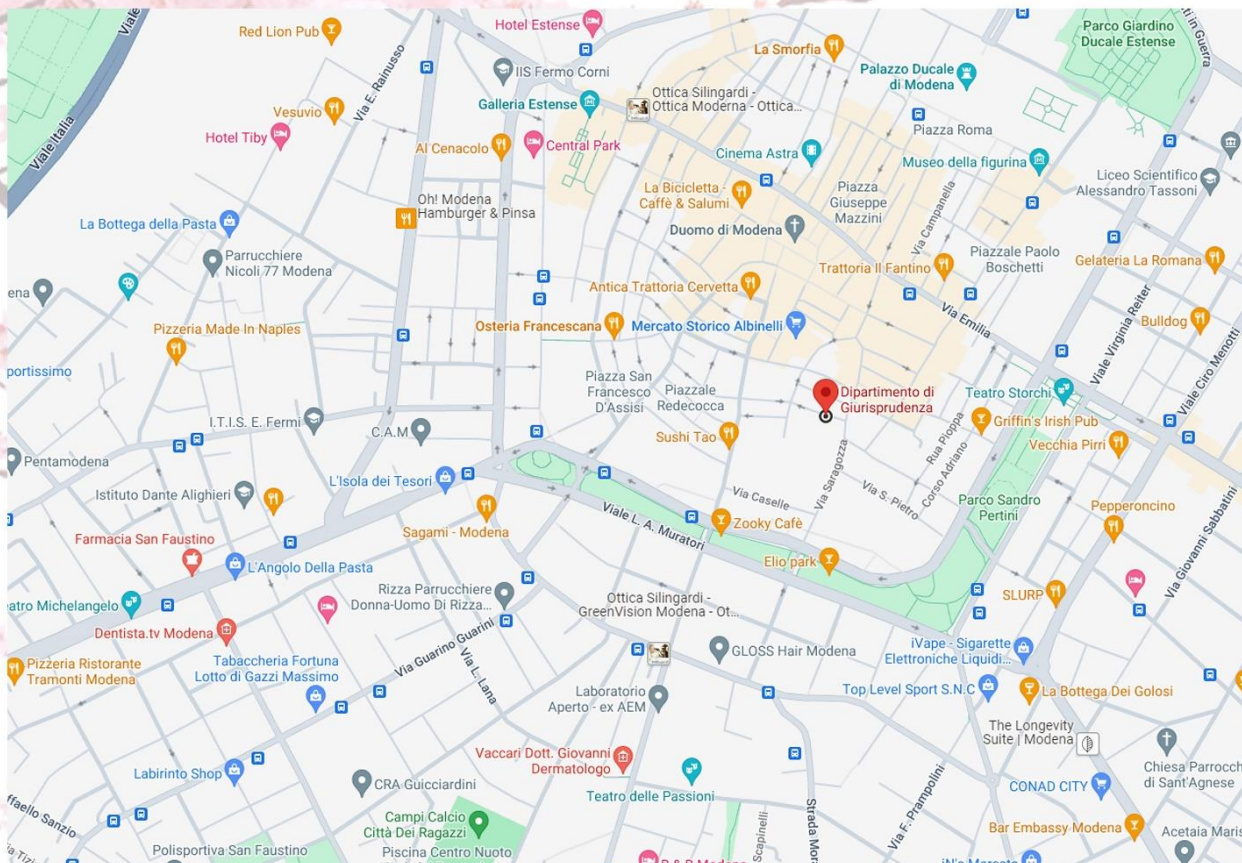 Hotel Estense
Red Lion Pub
La Smorfia
Parco Giardino
Ducale Estense
Viale
Via E. Rainusso
IIS Fermo Corni
Palazzo Ducale
di Modena
Galleria Estense
Ottica Silingardi -
Ottica Moderna - Ottica...
Vesuvio
Viale Italia
Hotel Tiby
Al Cenacolo
Central Park
Cinema Astra
Piazza Roma
Museo della figurina
Liceo Scientifico
Alessandro Tassoni
La Bicicletta -
Caffè & Salumi
Piazza
Giuseppe
Mazzini
Via Campanella
Oh! Modena
Hamburger & Pinsa
La Bottega della Pasta
Duomo di Modena
Parrucchiere
Nicoli 77 Modena
Trattoria Il Fantino
Piazzale Paolo
Boschetti
Gelateria La Romana
Antica Trattoria Cervetta
Via Emilia
Viale Virginia Reiter
Bulldog
Pizzeria Made In Naples
Osteria Francescana
Mercato Storico Albinelli
Viale Ciro Menotti
portissimo
Piazza San
Francesco
D'Assisi
Piazzale
Redecocca
Dipartimento di
Giurisprudenza
Teatro Storchi
I.T.I.S. E. Fermi
C.A.M
Sushi Tao
Rua Pioppa
Griffin's Irish Pub
Vecchia Pirri
Pentamodena
L'Isola dei Tesori
Via Saragozza
Corso Adriano
Istituto Dante Alighieri
Via Caselle
Via S. Pietro
Parco Sandro
Pertini
Pepperoncino
Sagami - Modena
Viale L. A. Muratori
Zooky Cafè
Via Giovanni Sabbatini
Farmacia San Faustino
L'Angolo Della Pasta
Elio park
Rizza Parrucchiere
Donna-Uomo Di Rizza...
Ottica Silingardi -
GreenVision Modena - Ot...
SLURP
eatro Michelangelo
Dentista.tv Modena
Via Guarino Guarini
GLOSS Hair Modena
iVape - Sigarette
Elettroniche Liquidi...
Pizzeria Ristorante
Tramonti Modena
Tabaccheria Fortuna
Lotto di Gazzi Massimo
Via L. Lana
Laboratorio
Aperto - ex AEM
Top Level Sport S.N.C
La Bottega Dei Golosi
The Longevity
Suite | Modena
Vaccari Dott. Giovanni
Dermatologo
Labirinto Shop
CRA Guicciardini
Teatro delle Passioni
Chiesa Parrocch
di Sant'Agnese
CONAD CITY
Via F. Prampolini
Campi Calcio
Città Dei Ragazzi
Bar Embassy Modena
Acetaia Maris
Polisportiva San Faustino
Piscina Centro Nuoto
Scapinelli
Strada Mor